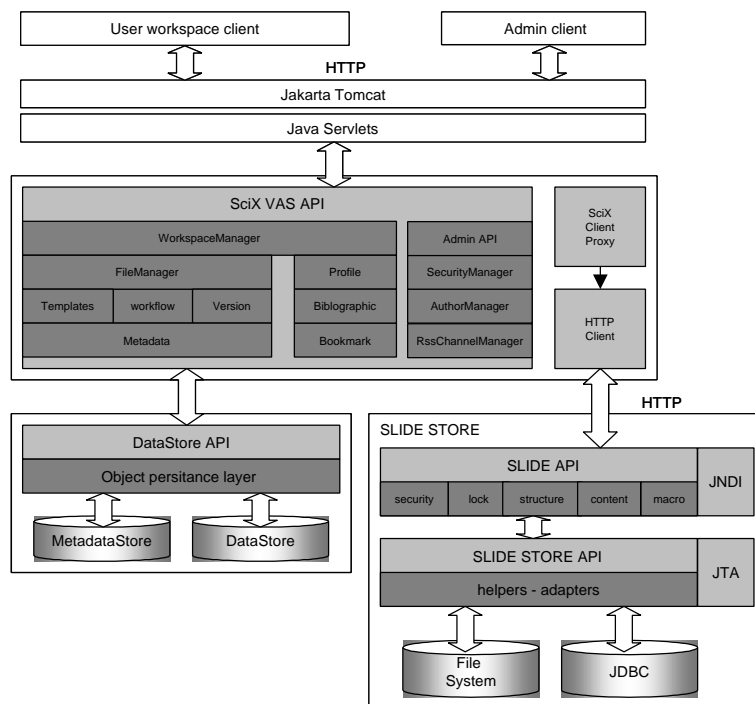 User workspace client
Admin client
HTTP
Jakarta Tomcat
Java Servlets
SciX VAS API
WorkspaceManager
Admin API
FileManager
Profile
SecurityManager
Templates
workflow
Version
Biblographic
AuthorManager
Metadata
Bookmark
RssChannelManager
SciX
Client
Proxy
HTTP
Client
HTTP
DataStore API
Object persitance layer
MetadataStore
DataStore
SLIDE STORE
SLIDE API
JNDI
security
lock
structure
content
macro
SLIDE STORE API
JTA
helpers - adapters
File
System
JDBC